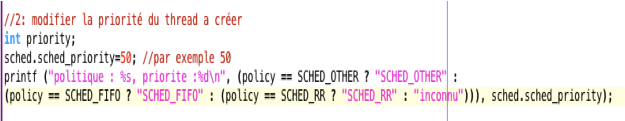 //2: modifier la priorité du thread a créer
int priority;
sched.sched_priority=50; //par exemple 50
printf ("politique : %s, priorite :%d\n", (policy == SCHED_OTHER ? "SCHED_OTHER" :
(policy == SCHED_FIFO ? "SCHED_FIFO" : (policy == SCHED_RR ? "SCHED_RR" : "inconnu"))), sched.sched_priority);